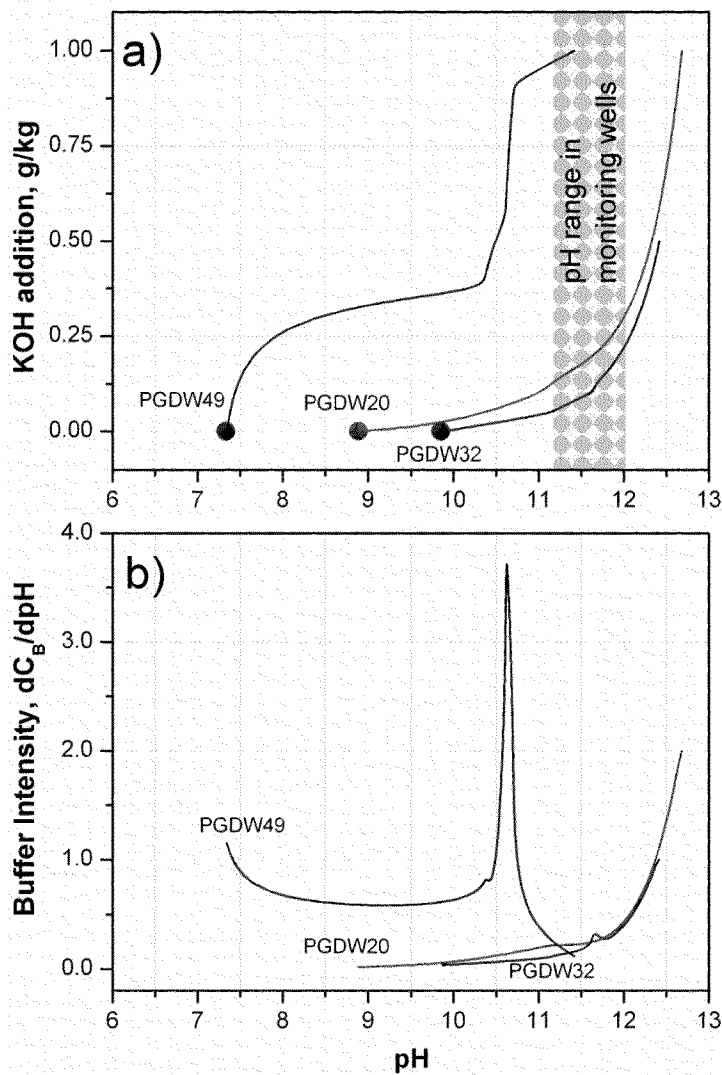 a)
1.00
0.75
0.50
0.25
0.00
KOH addition, g/kg
pH range in
monitoring wells
PGDW49
PGDW20
PGDW32
6 7 8 9 10 11 12 13
b)
4.0
3.0
2.0
1.0
0.0
Buffer Intensity, dC_B/dpH
PGDW49
PGDW20
PGDW32
6 7 8 9 10 11 12 13
pH